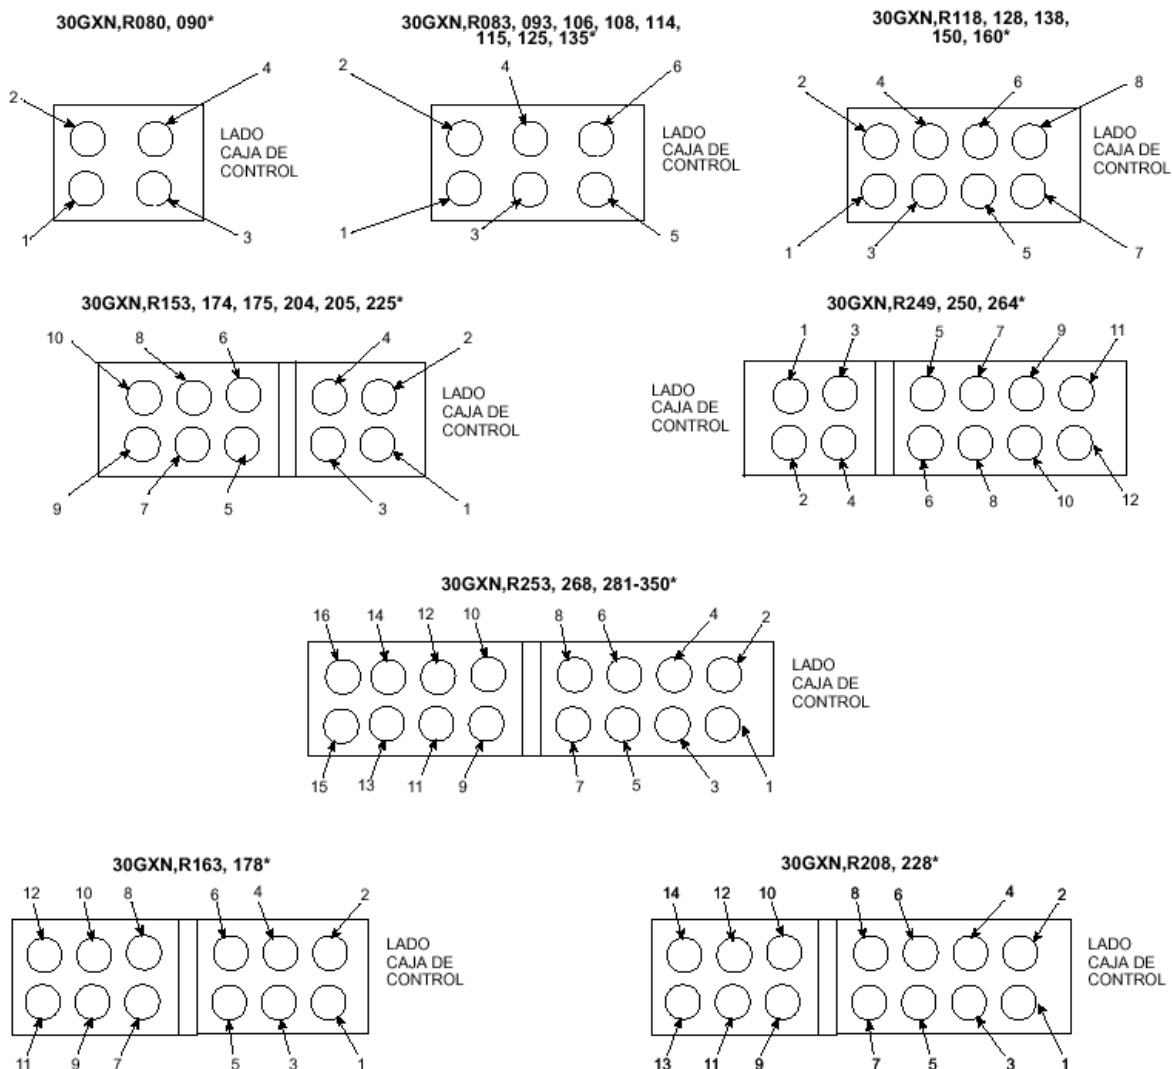 30GXN,R080, 090*
2
4
LADO
CAJA DE
CONTROL
1
3
30GXN,R083, 093, 106, 108, 114,
115, 125, 135*
2
4
6
LADO
CAJA DE
CONTROL
1
3
5
30GXN,R118, 128, 138,
150, 160*
2
4
6
8
LADO
CAJA DE
CONTROL
1
3
5
7
30GXN,R153, 174, 175, 204, 205, 225*
10
8
6
4
2
LADO
CAJA DE
CONTROL
9
7
5
3
1
30GXN,R249, 250, 264*
1
3
5
7
9
11
LADO
CAJA DE
CONTROL
2
4
6
8
10
12
30GXN,R253, 268, 281-350*
16
14
12
10
8
6
4
2
LADO
CAJA DE
CONTROL
15
13
11
9
7
5
3
1
30GXN,R163, 178*
12
10
8
6
4
2
LADO
CAJA DE
CONTROL
11
9
7
5
3
1
30GXN,R208, 228*
14
12
10
8
6
4
2
LADO
CAJA DE
CONTROL
13
11
9
7
5
3
1